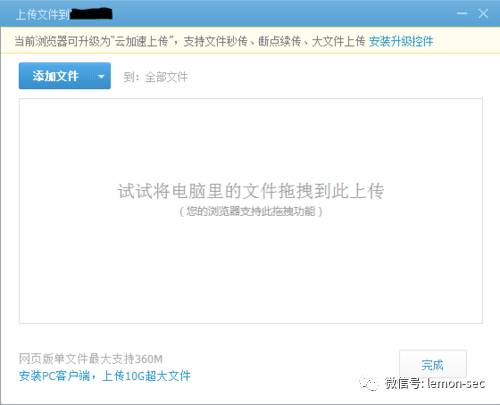 上传文件到
当前浏览器可升级为"云加速上传"，支持文件秒传、断点续传、大文件上传 安装升级控件
添加文件 到：全部文件
试试将电脑里的文件拖拽到此上传
（您的浏览器支持此拖拽功能）
网页版单文件最大支持360M
安装PC客户端，上传10G超大文件
完成
微信号: lemon-sec